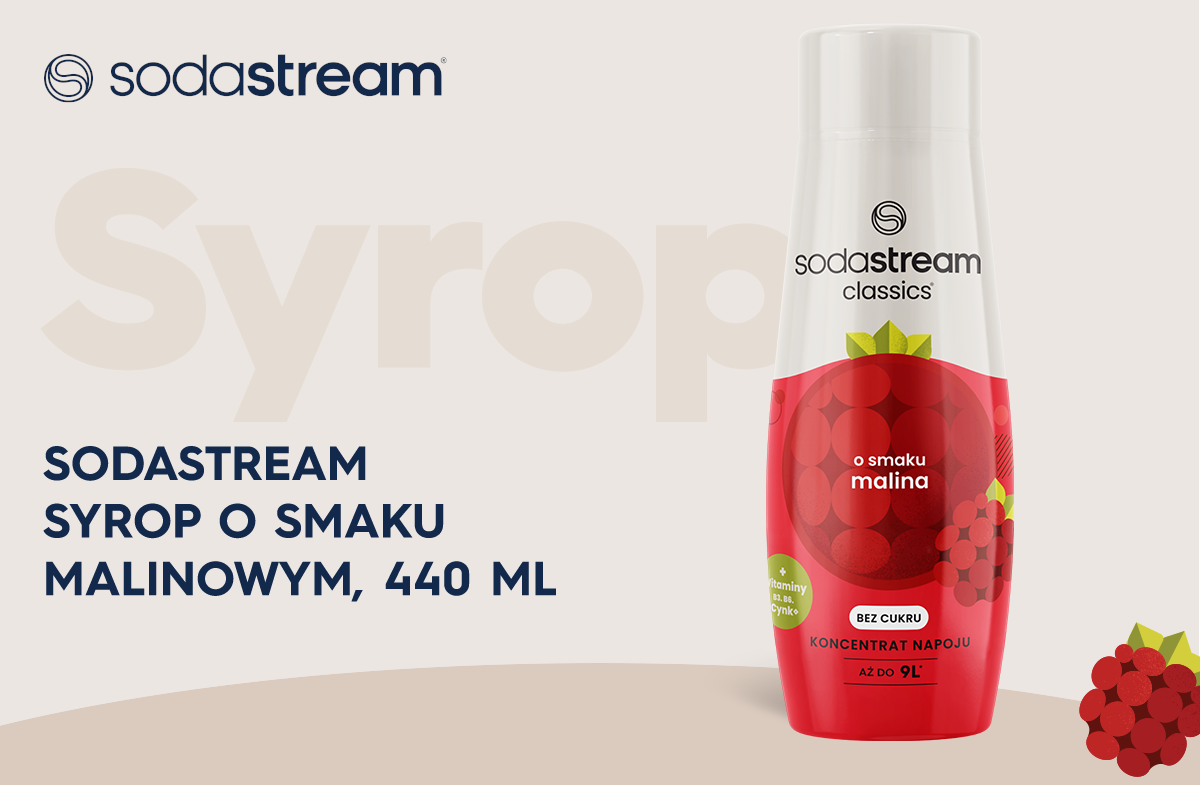 sodastream®
Syrop
SODASTREAM
SYROP O SMAKU
MALINOWYM, 440 ML
sodastream
classics®
o smaku
malina
+
Vitaminy
B3, B6,
Cynk
BEZ CUKRU
KONCENTRAT NAPOJU
AŻ DO 9L*